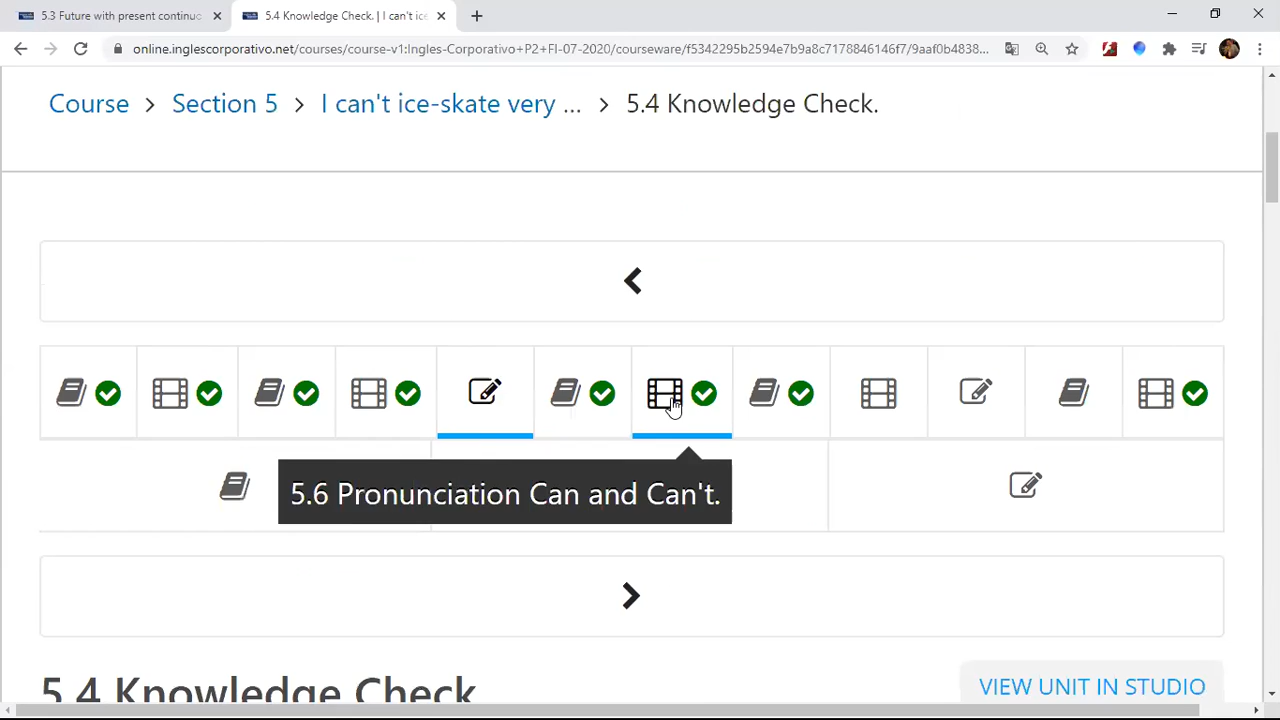 5.3 Future with present continuo
5.4 Knowledge Check. | I can't ice
online.inglescorporativo.net/courses/course-v1:Ingles-Corporativo+P2+FI-07-2020/courseware/f5342295b2594e7b9a8c7178846146f7/9aaf0b4838...
Course > Section 5 > I can't ice-skate very ... > 5.4 Knowledge Check.
5.6 Pronunciation Can and Can't.
5.4 Knowledge Check
VIEW UNIT IN STUDIO